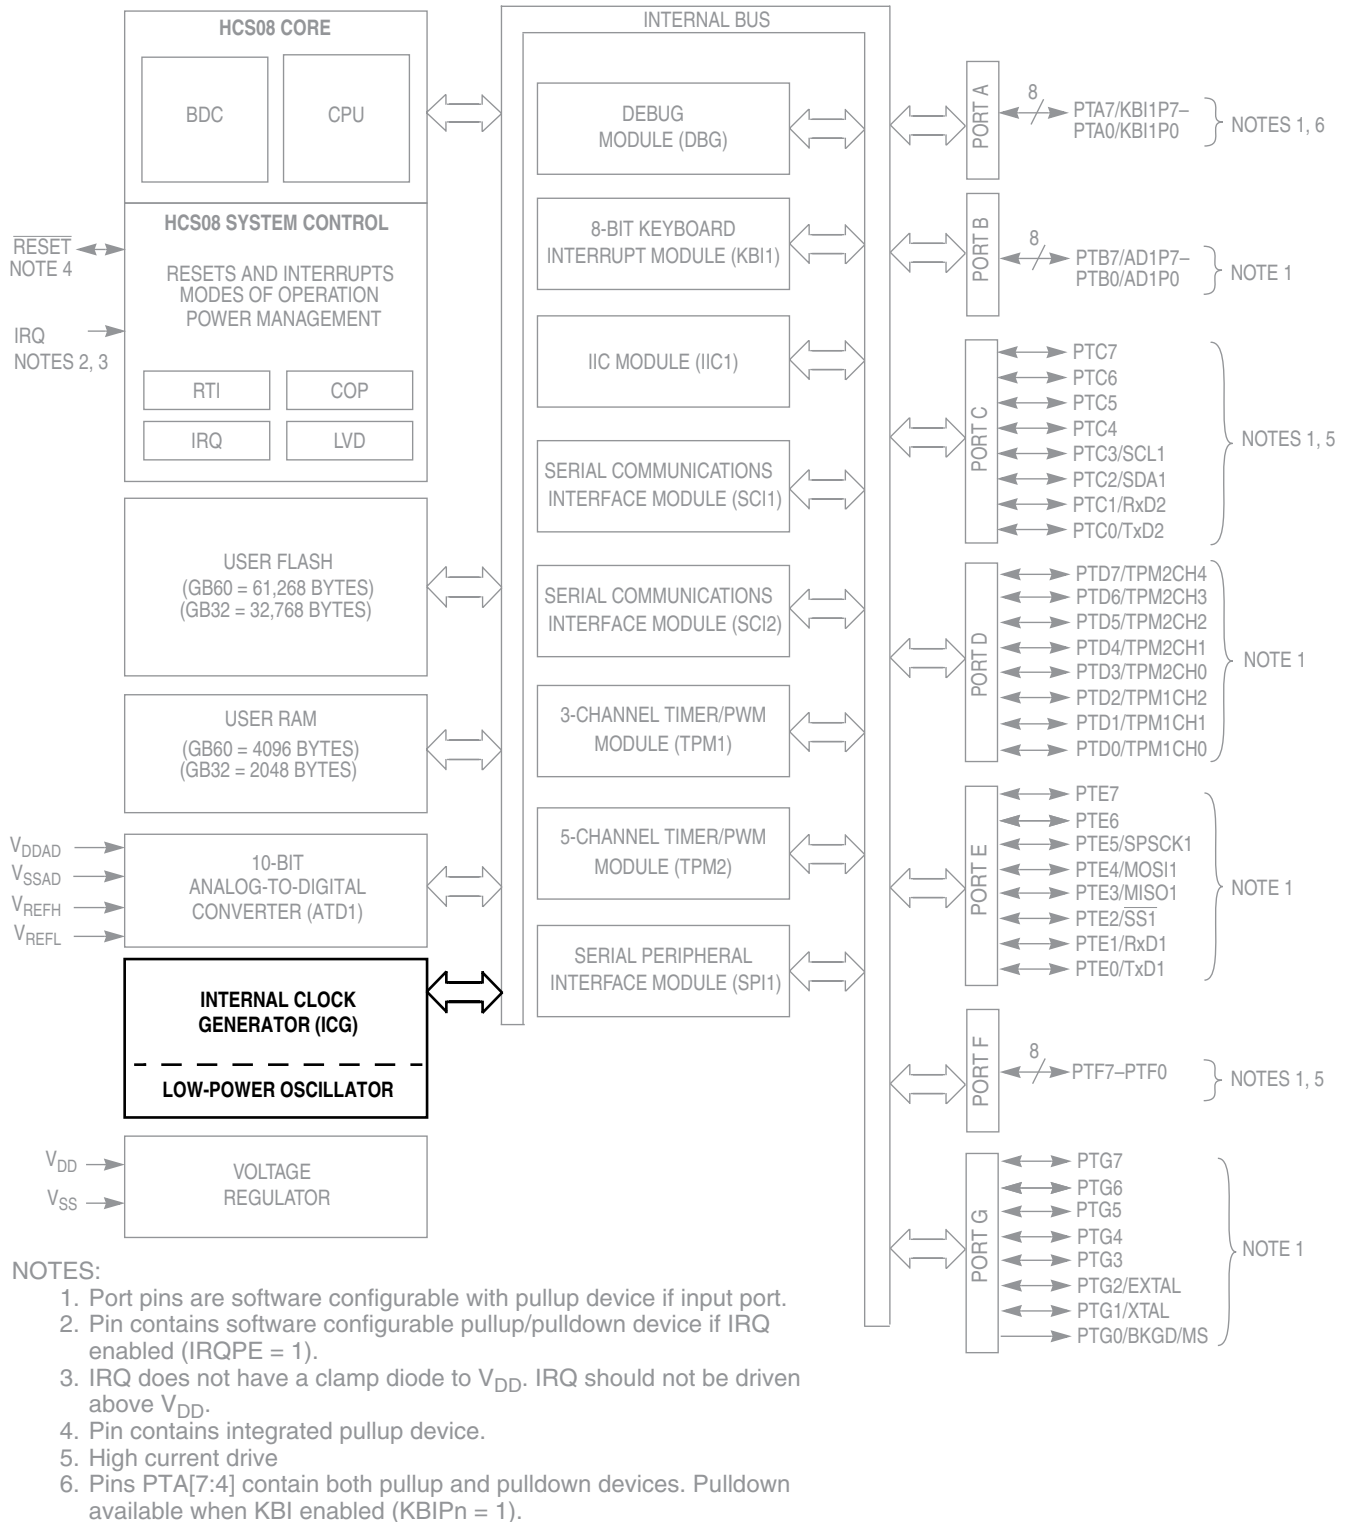 HCS08 CORE
BDC
CPU
HCS08 SYSTEM CONTROL
RESETS AND INTERRUPTS
MODES OF OPERATION
POWER MANAGEMENT
RTI
COP
IRQ
LVD
RESET
NOTE 4
IRQ
NOTES 2, 3
USER FLASH
(GB60 = 61,268 BYTES)
(GB32 = 32,768 BYTES)
USER RAM
(GB60 = 4096 BYTES)
(GB32 = 2048 BYTES)
VDDAD
VSSAD
VREFH
VREFL
10-BIT
ANALOG-TO-DIGITAL
CONVERTER (ATD1)
INTERNAL CLOCK
GENERATOR (ICG)
LOW-POWER OSCILLATOR
VDD
VSS
VOLTAGE
REGULATOR
INTERNAL BUS
DEBUG
MODULE (DBG)
8-BIT KEYBOARD
INTERRUPT MODULE (KBI1)
IIC MODULE (IIC1)
SERIAL COMMUNICATIONS
INTERFACE MODULE (SCI1)
SERIAL COMMUNICATIONS
INTERFACE MODULE (SCI2)
3-CHANNEL TIMER/PWM
MODULE (TPM1)
5-CHANNEL TIMER/PWM
MODULE (TPM2)
SERIAL PERIPHERAL
INTERFACE MODULE (SPI1)
PORT A
8
PTA7/KBI1P7–
PTA0/KBI1P0
NOTES 1, 6
PORT B
8
PTB7/AD1P7–
PTB0/AD1P0
NOTE 1
PORT C
PTC7
PTC6
PTC5
PTC4
PTC3/SCL1
PTC2/SDA1
PTC1/RxD2
PTC0/TxD2
NOTES 1, 5
PORT D
PTD7/TPM2CH4
PTD6/TPM2CH3
PTD5/TPM2CH2
PTD4/TPM2CH1
PTD3/TPM2CH0
PTD2/TPM1CH2
PTD1/TPM1CH1
PTD0/TPM1CH0
NOTE 1
PORT E
PTE7
PTE6
PTE5/SPSCK1
PTE4/MOSI1
PTE3/MISO1
PTE2/SS1
PTE1/RxD1
PTE0/TxD1
NOTE 1
PORT F
8
PTF7–PTF0
NOTES 1, 5
PORT G
PTG7
PTG6
PTG5
PTG4
PTG3
PTG2/EXTAL
PTG1/XTAL
PTG0/BKGD/MS
NOTE 1
NOTES:
1. Port pins are software configurable with pullup device if input port.
2. Pin contains software configurable pullup/pulldown device if IRQ
enabled (IRQPE = 1).
3. IRQ does not have a clamp diode to VDD. IRQ should not be driven
above VDD.
4. Pin contains integrated pullup device.
5. High current drive
6. Pins PTA[7:4] contain both pullup and pulldown devices. Pulldown
available when KBI enabled (KBIPn = 1).